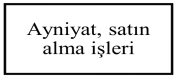 Ayniyat, satın
alma işleri